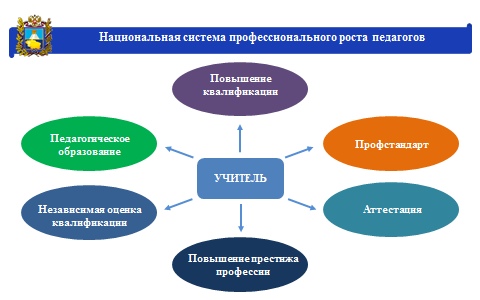 Национальная система профессионального роста педагогов
Повышение
квалификации
Педагогическое
образование
Профстандарт
УЧИТЕЛЬ
Независимая оценка
квалификации
Аттестация
Повышение престижа
профессии